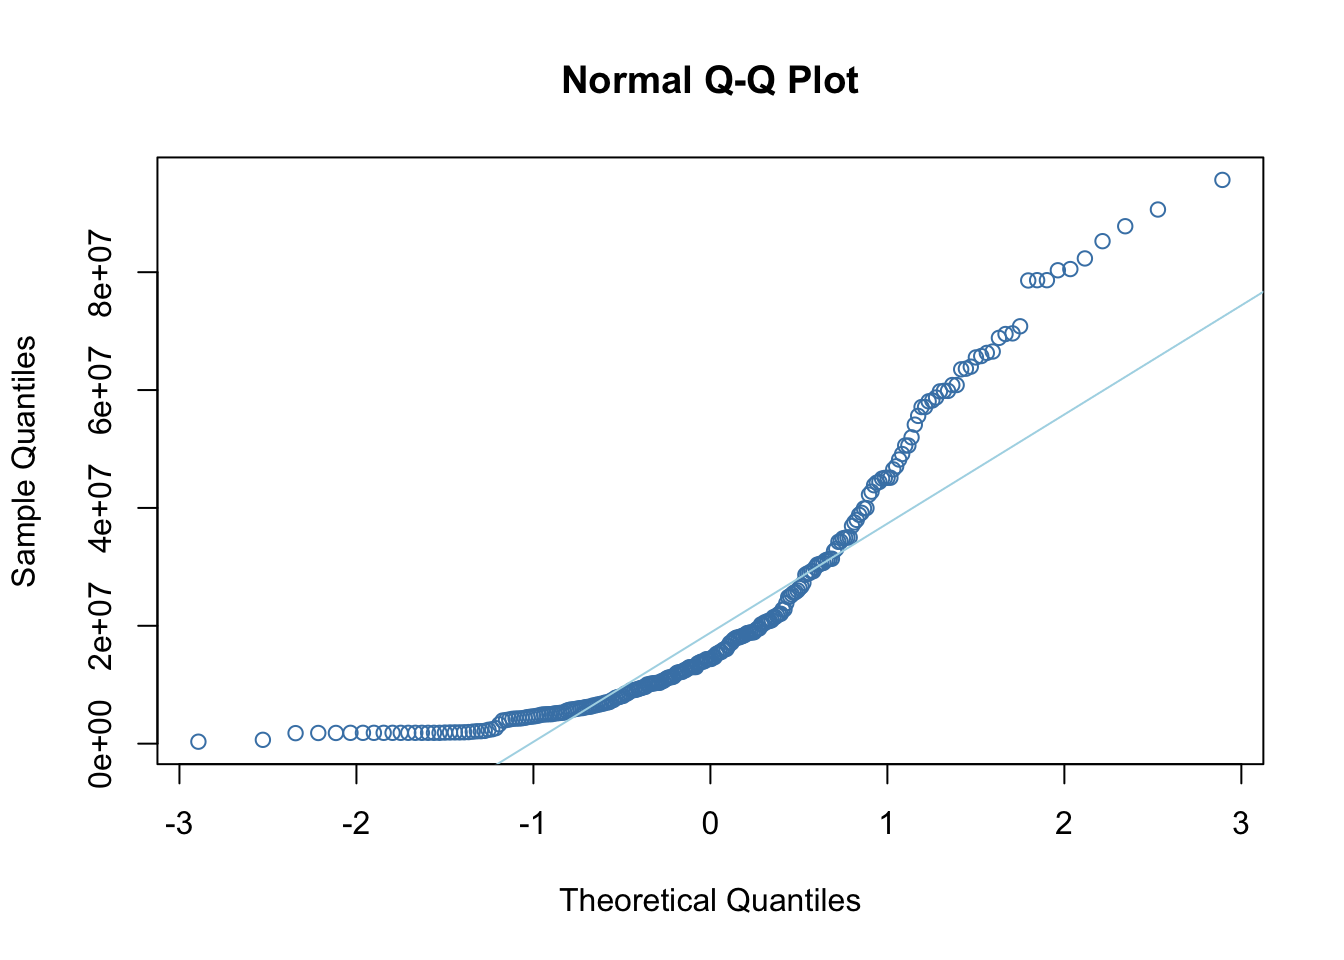 Normal Q-Q Plot
Sample Quantiles
8e+07
6e+07
4e+07
2e+07
0e+00
-3 -2 -1 0 1 2 3
Theoretical Quantiles